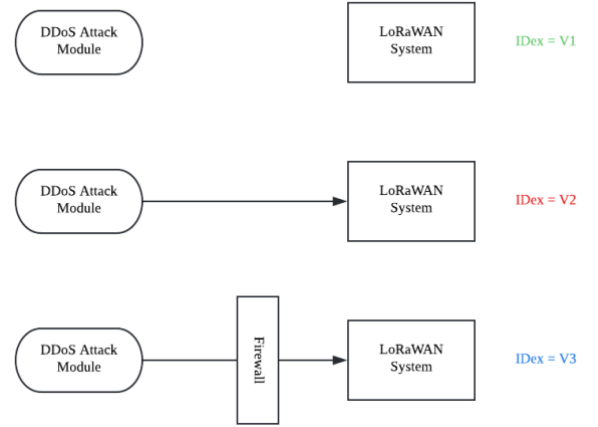 DDoS Attack
Module
LoRaWAN
System
IDex = V1
DDoS Attack
Module
LoRaWAN
System
IDex = V2
DDoS Attack
Module
Firewall
LoRaWAN
System
IDex = V3